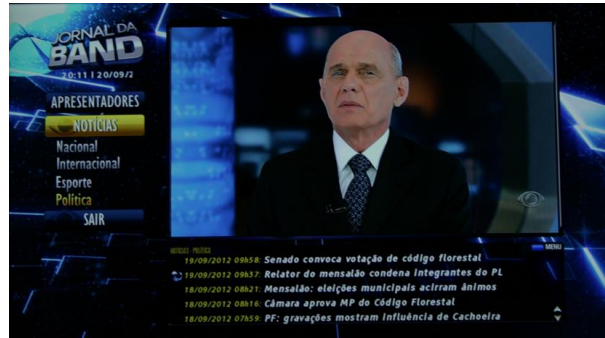 JORNAL DA
BAND
20:11 | 20/09/2
APRESENTADORES
NOTÍCIAS
Nacional
Internacional
Esporte
Política
SAIR
NOTÍCIAS - POLÍTICA
MENU
19/09/2012 09h58: Senado convoca votação de código florestal
19/09/2012 09h37: Relator do mensalão condena integrantes do PL
18/09/2012 08h21: Mensalão: eleições municipais acirram ânimos
18/09/2012 08h16: Câmara aprova MP do Código Florestal
18/09/2012 07h59: PF: gravações mostram influência de Cachoeira